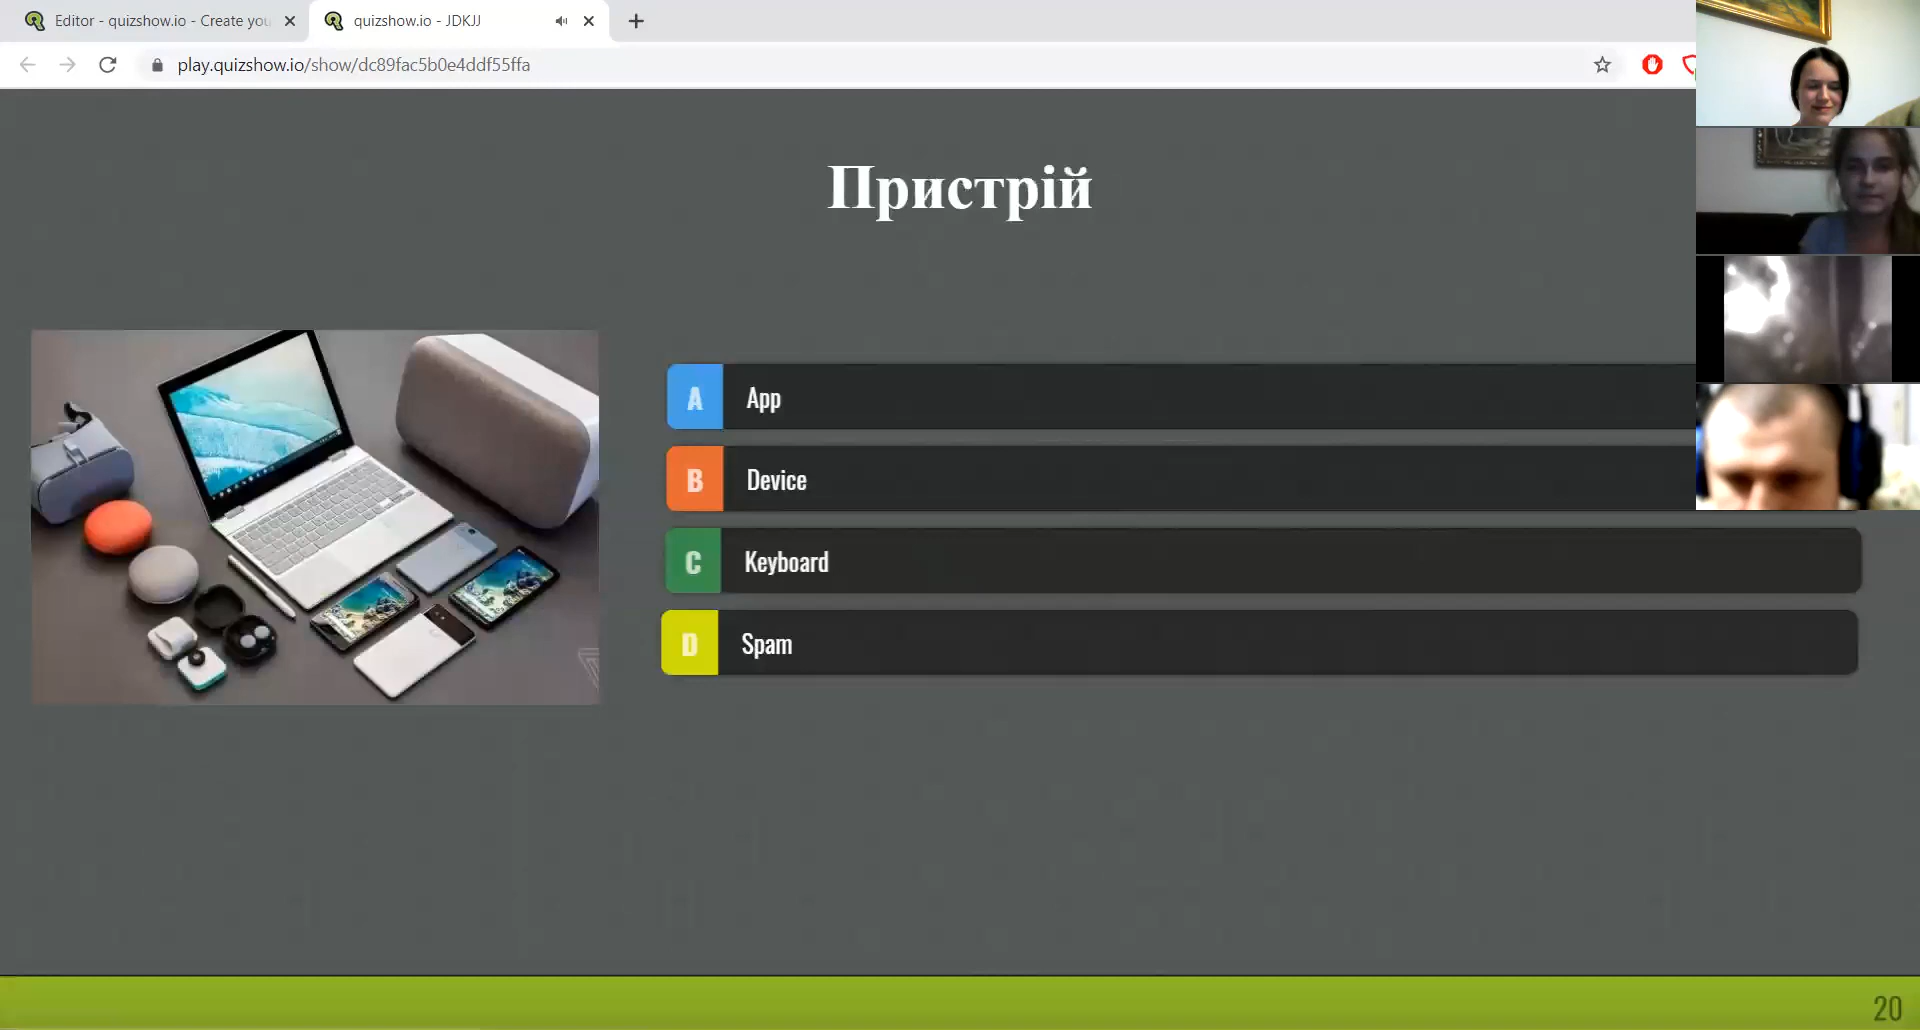 Editor - quizshow.io - Create you
quizshow.io - JDKJJ
play.quizshow.io/show/dc89fac5b0e4ddf55ffa
Пристрій
A App
B Device
C Keyboard
D Spam
20